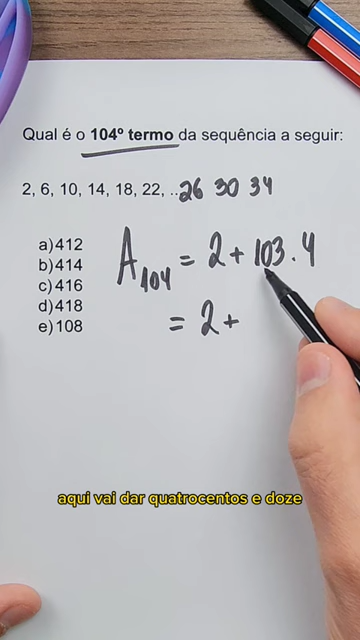 Qual é o 104º termo da sequência a seguir:
2, 6, 10, 14, 18, 22, ...26 30 34
a) 412
b) 414
c) 416
d) 418
e) 108
A₁₀₄ = 2 + 103 . 4
= 2 +
aqui vai dar quatrocentos e doze